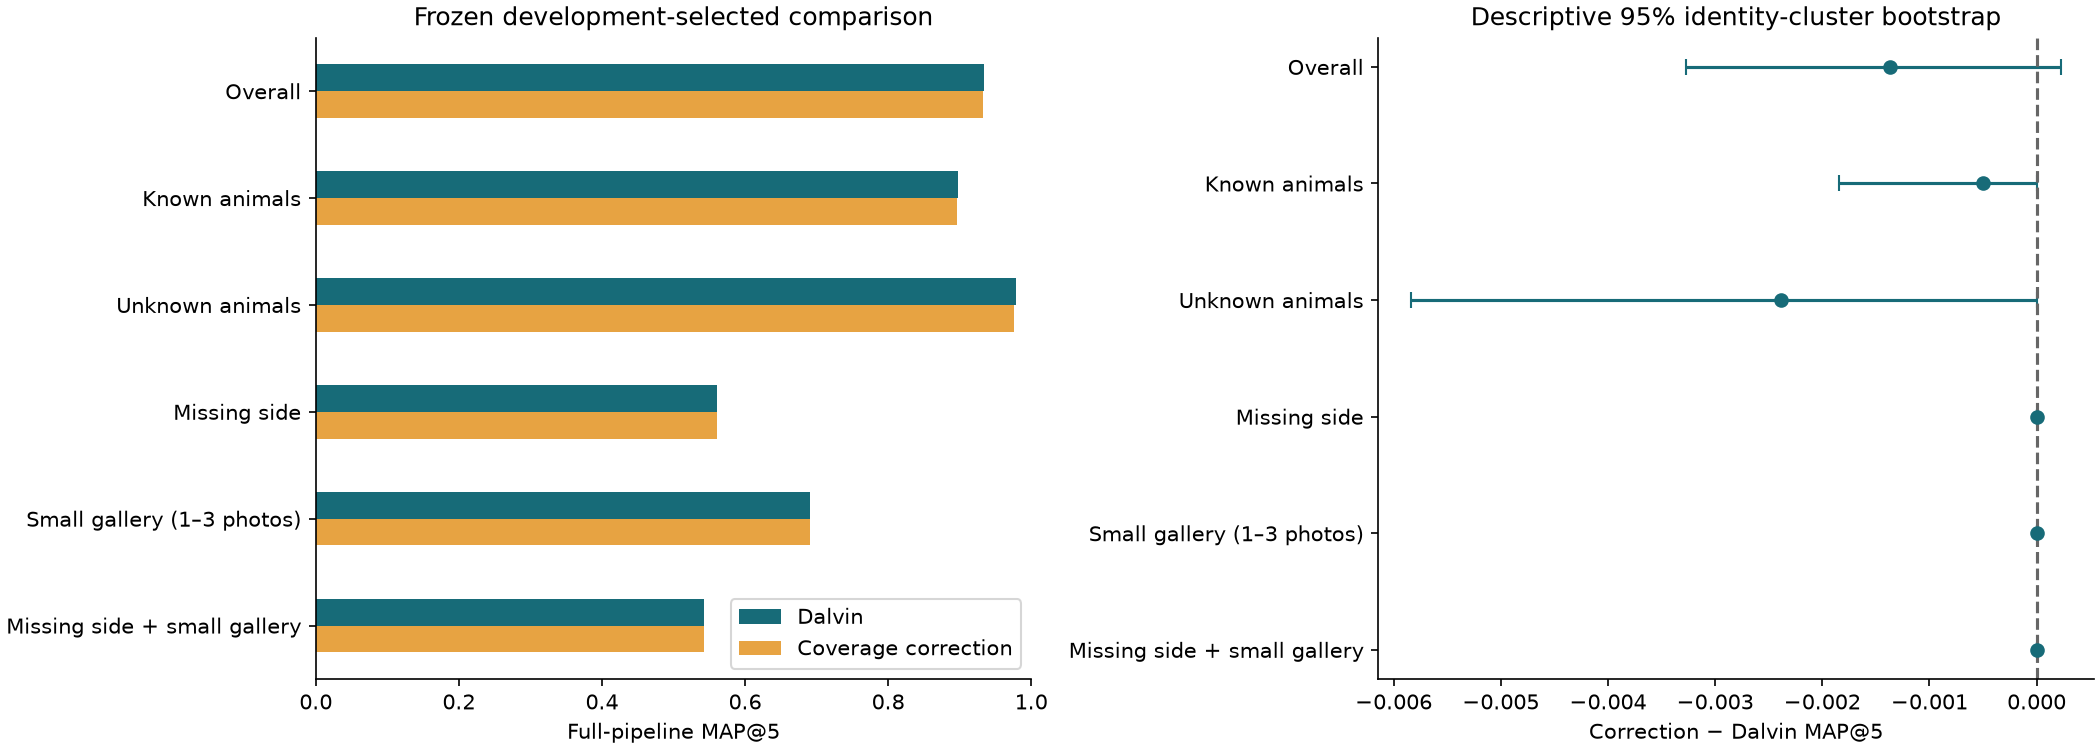 Frozen development-selected comparison
Overall
Known animals
Unknown animals
Missing side
Small gallery (1–3 photos)
Missing side + small gallery
Dalvin
Coverage correction
0.0 0.2 0.4 0.6 0.8 1.0
Full-pipeline MAP@5
Descriptive 95% identity-cluster bootstrap
Overall
Known animals
Unknown animals
Missing side
Small gallery (1–3 photos)
Missing side + small gallery
−0.006 −0.005 −0.004 −0.003 −0.002 −0.001 0.000
Correction − Dalvin MAP@5